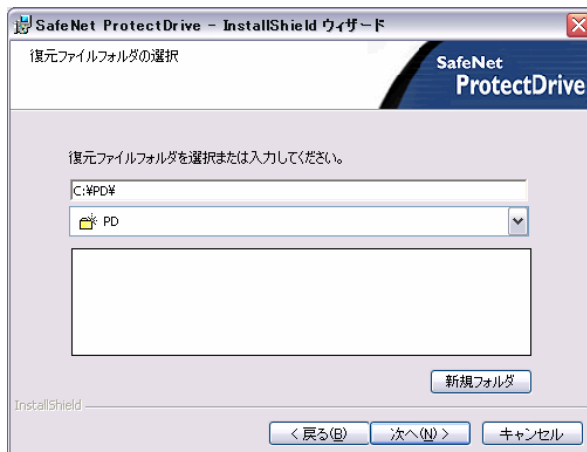 SafeNet ProtectDrive - InstallShield ウィザード
復元ファイルフォルダの選択
SafeNet
ProtectDrive
復元ファイルフォルダを選択または入力してください。
C:¥PD¥
PD
新規フォルダ
InstallShield
< 戻る(B) 次へ(N) > キャンセル